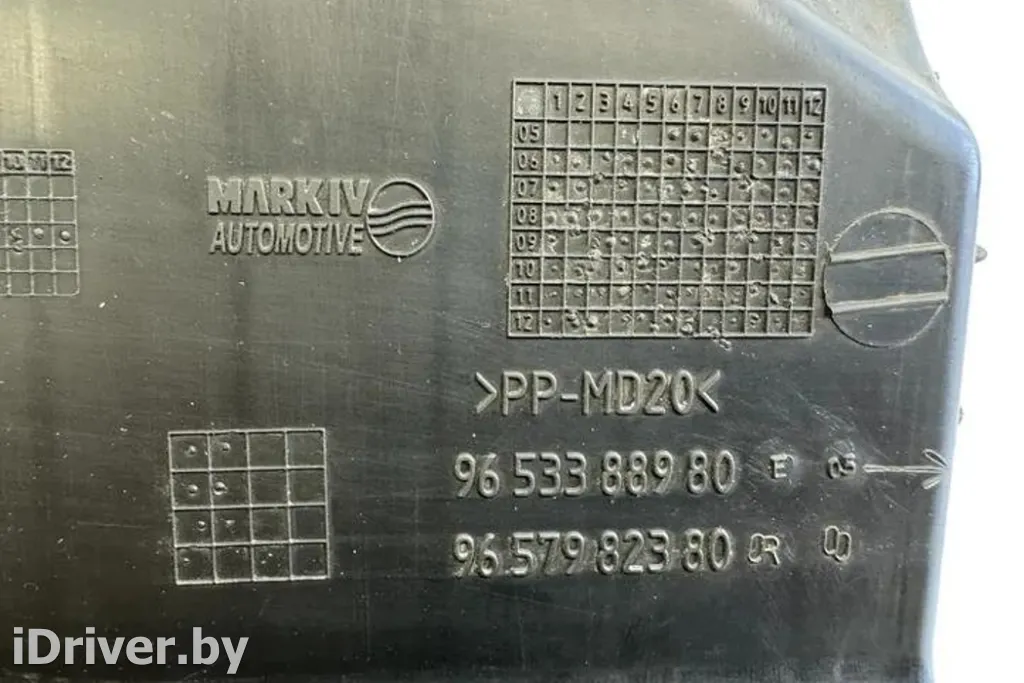 1 2 3 4 5 6 7 8 9 10 11 12
05
06
07
08
09
10
11
12
10 11 12
MARK IV
AUTOMOTIVE
>PP-MD20<
96 533 889 80 E
96 579 823 80
iDriver.by